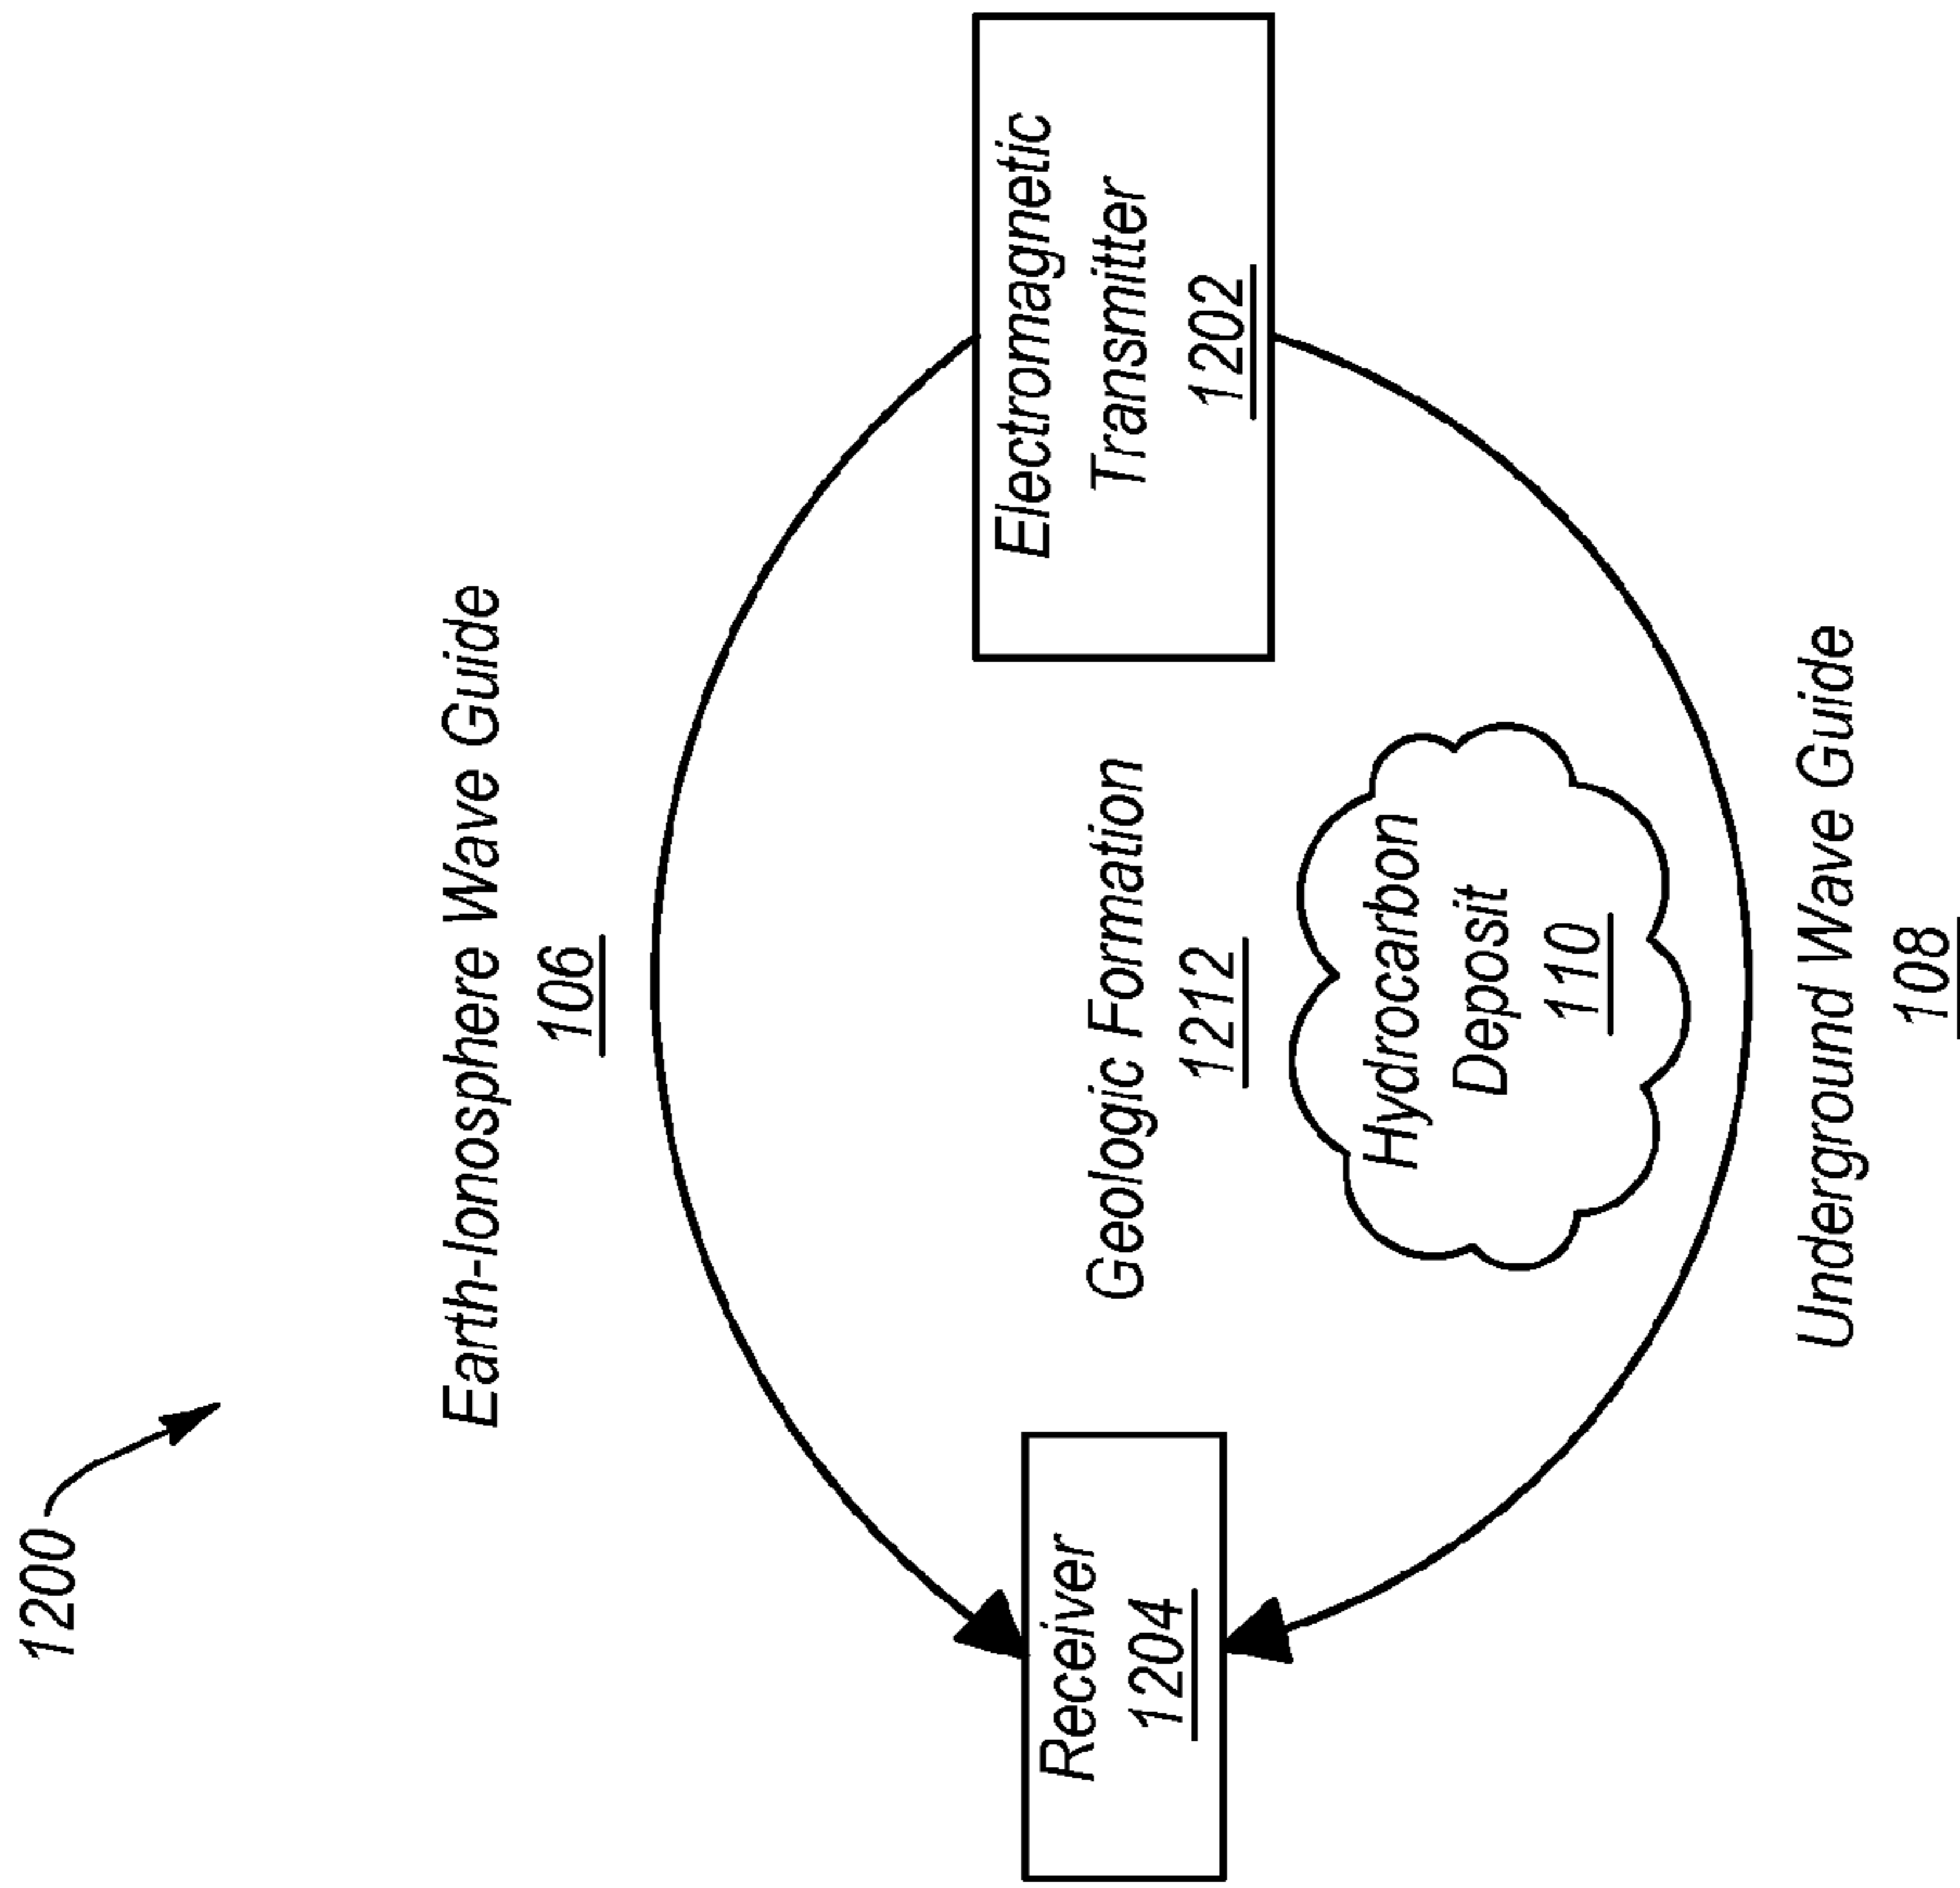 1200
Earth-Ionosphere Wave Guide
106
Receiver
1204
Geologic Formation
1212
Electromagnetic
Transmitter
1202
Hydrocarbon
Deposit
110
Underground Wave Guide
108